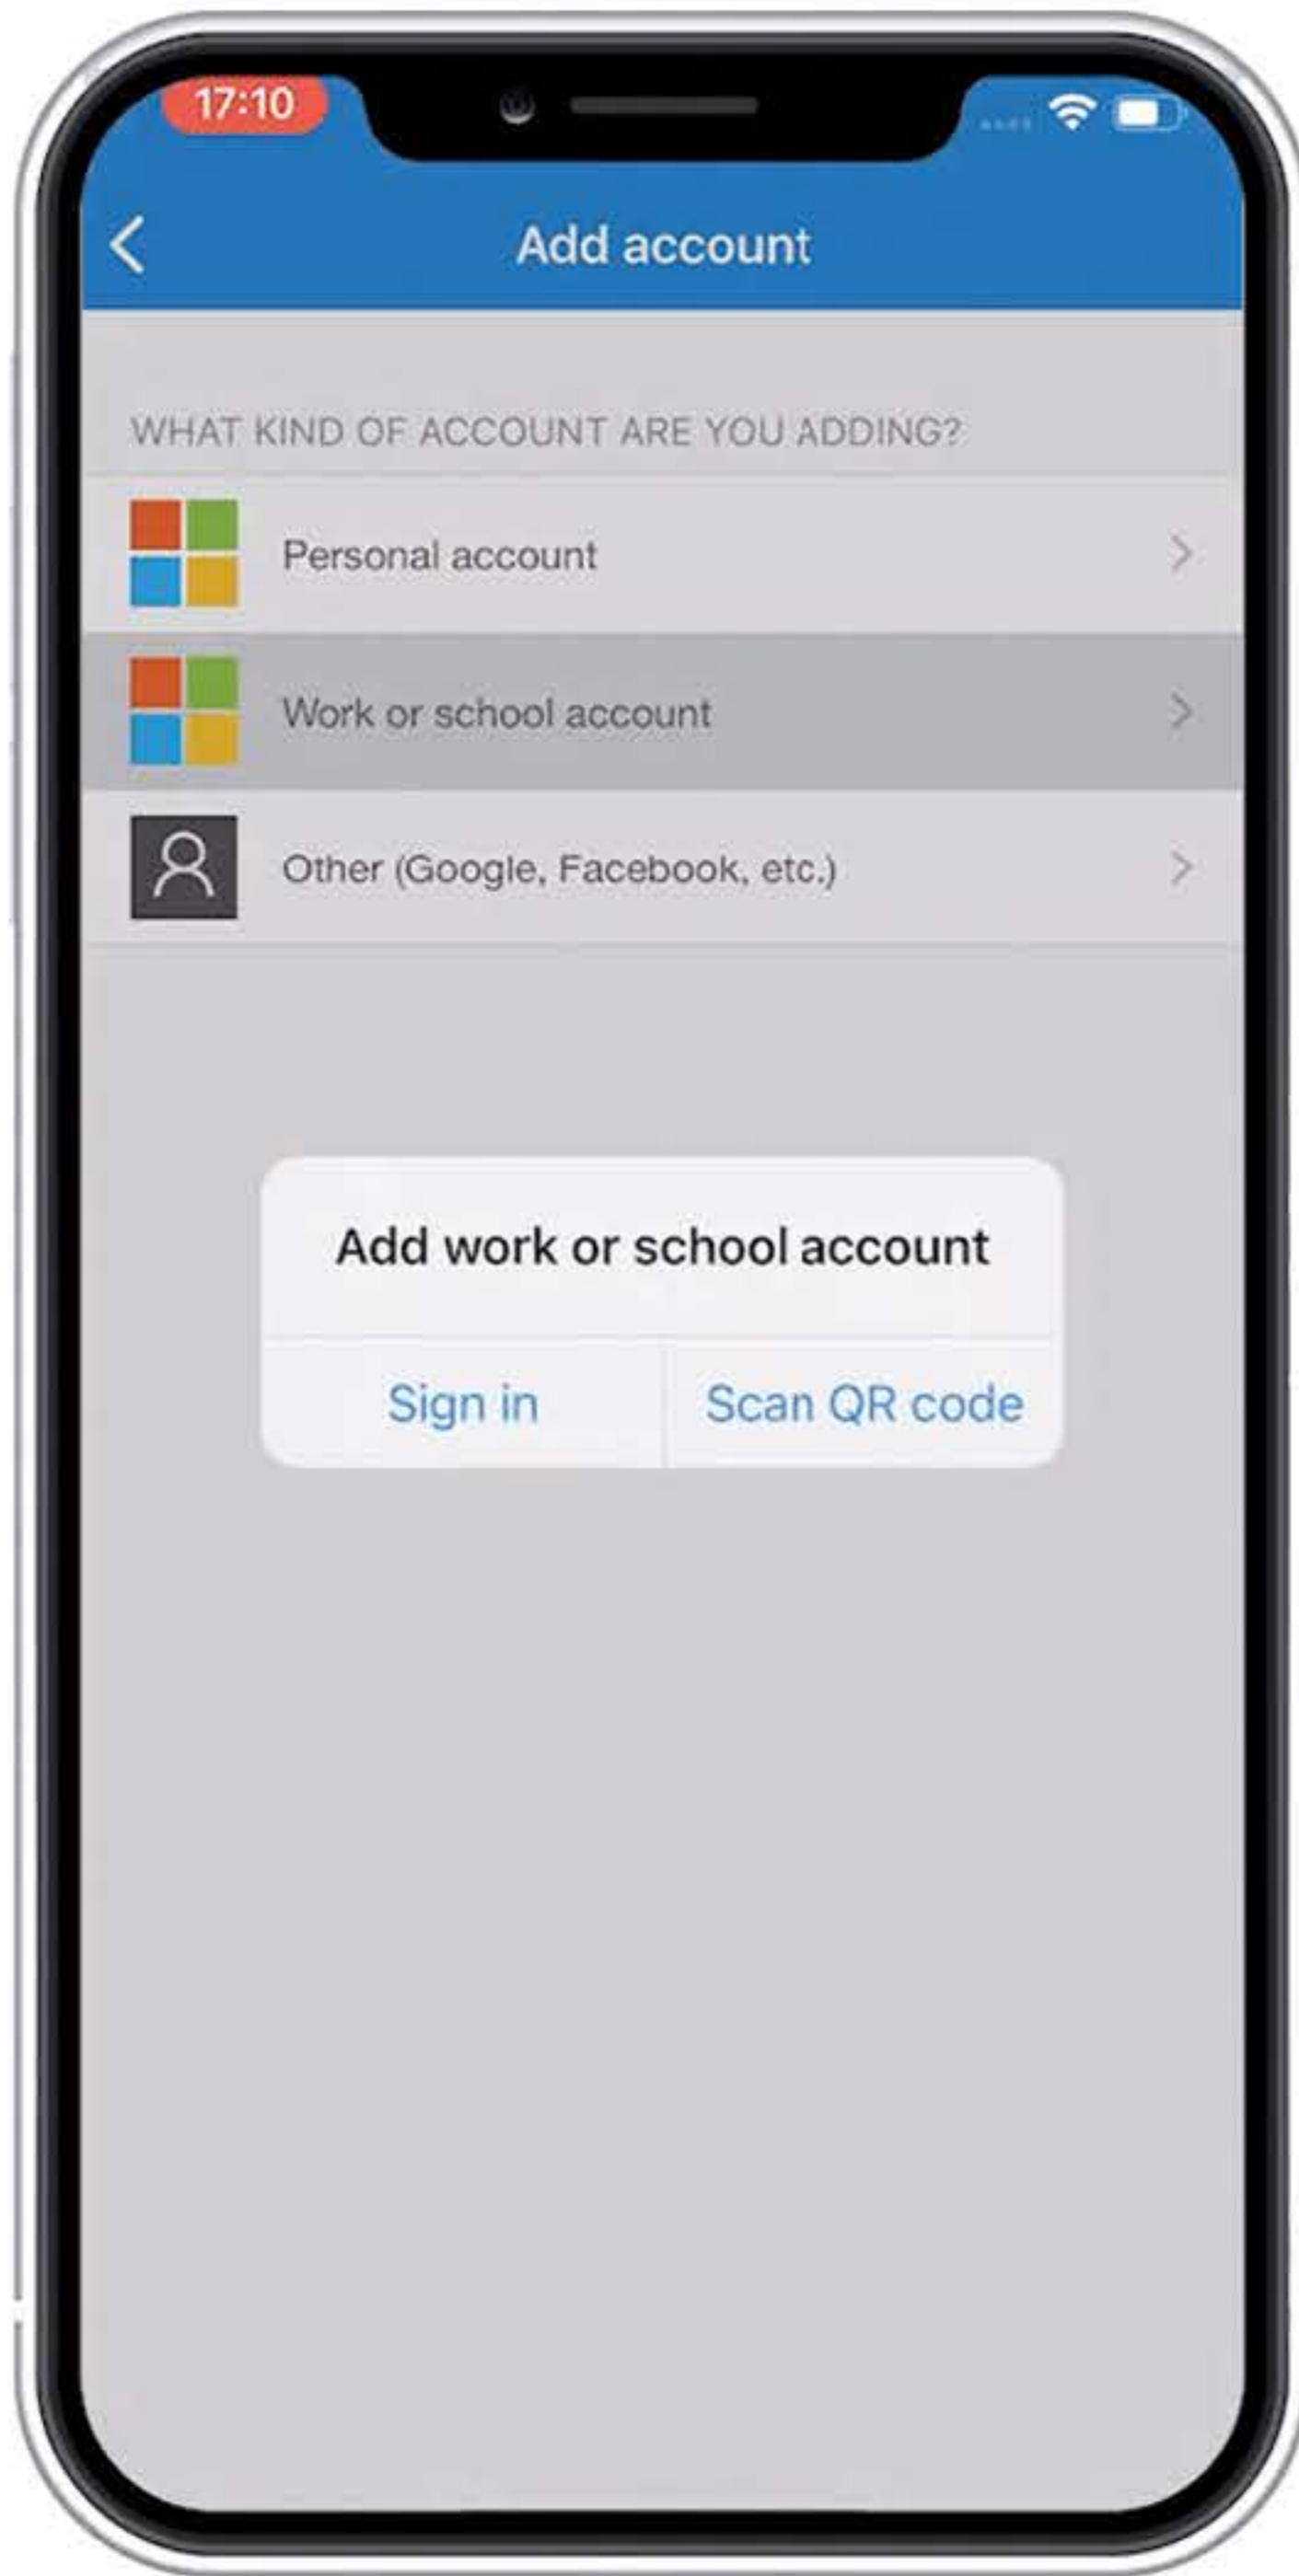 17:10
Add account
WHAT KIND OF ACCOUNT ARE YOU ADDING?
Personal account
Work or school account
Other (Google, Facebook, etc.)
Add work or school account
Sign in
Scan QR code